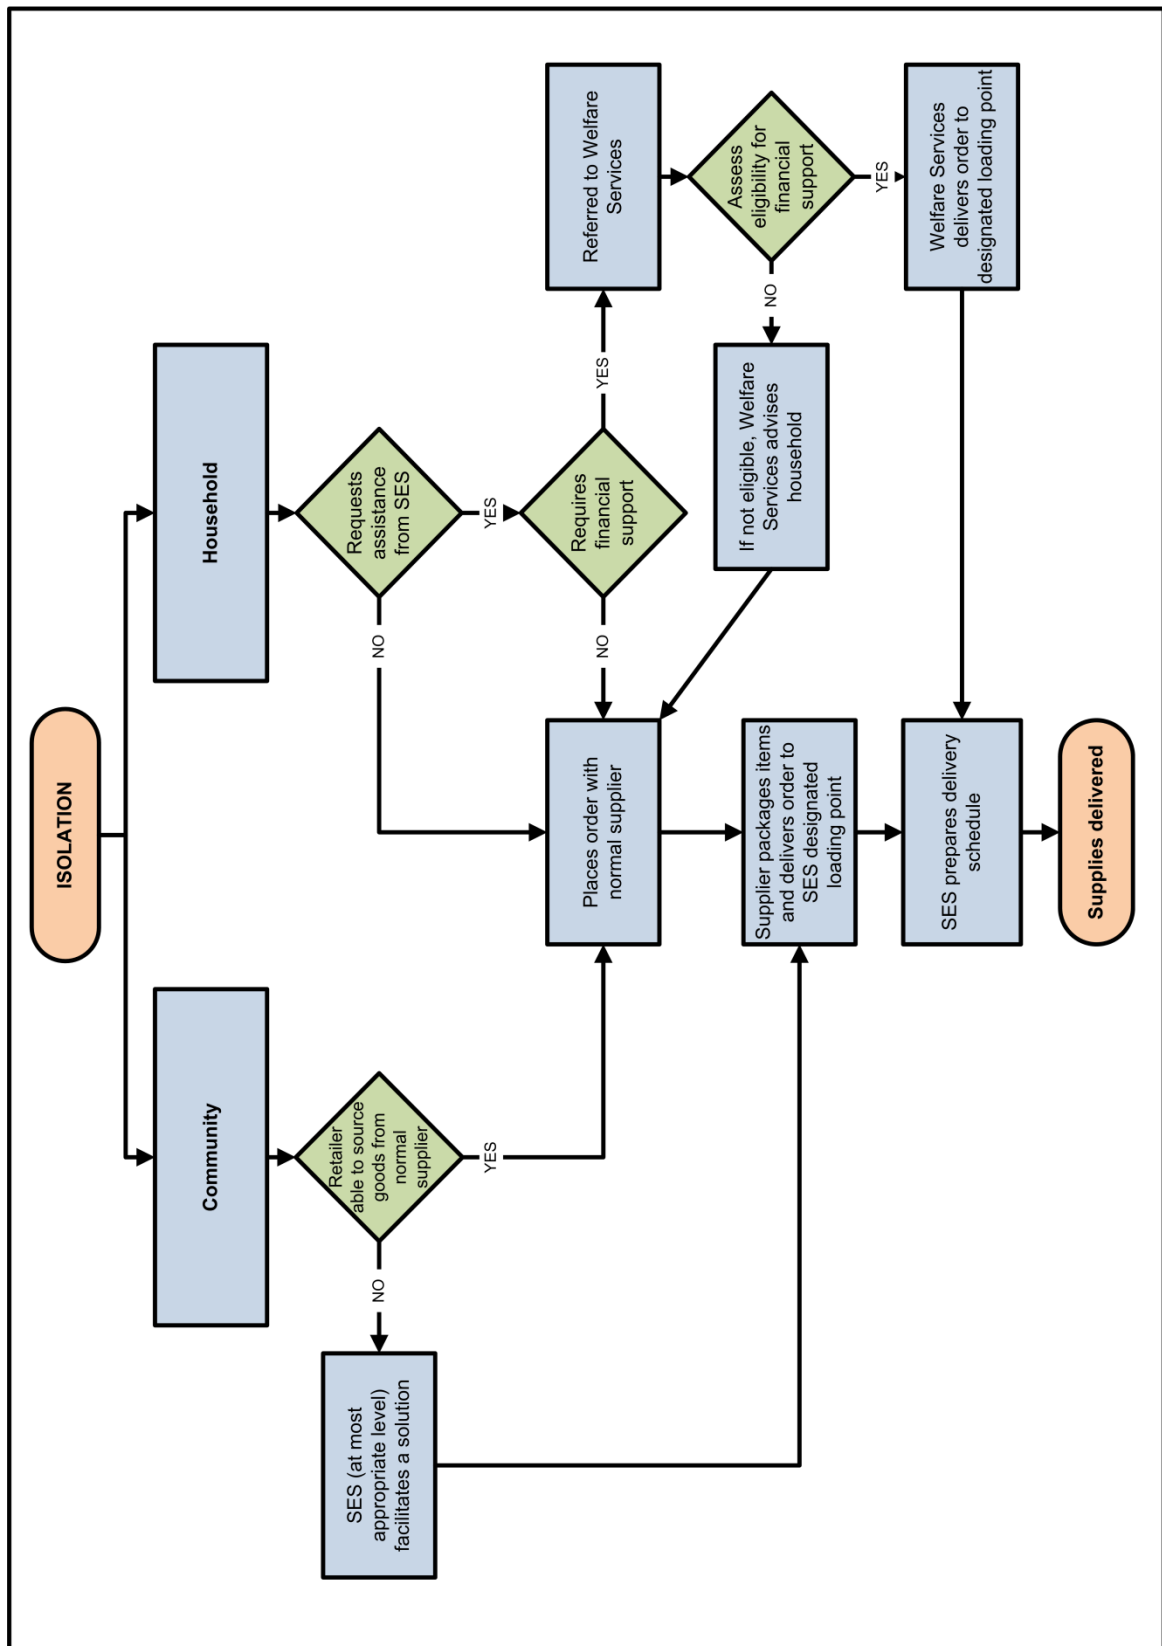 ISOLATION
Community
Household
Retailer
able to source
goods from
normal
supplier
Requests
assistance
from SES
NO
YES
NO
YES
SES (at most
appropriate level)
facilitates a solution
Places order with
normal supplier
NO
Requires
financial
support
YES
Referred to Welfare
Services
If not eligible, Welfare
Services advises
household
NO
Assess
eligibility for
financial
support
YES
Supplier packages items
and delivers order to
SES designated
loading point
Welfare Services
delivers order to
designated loading point
SES prepares delivery
schedule
Supplies delivered